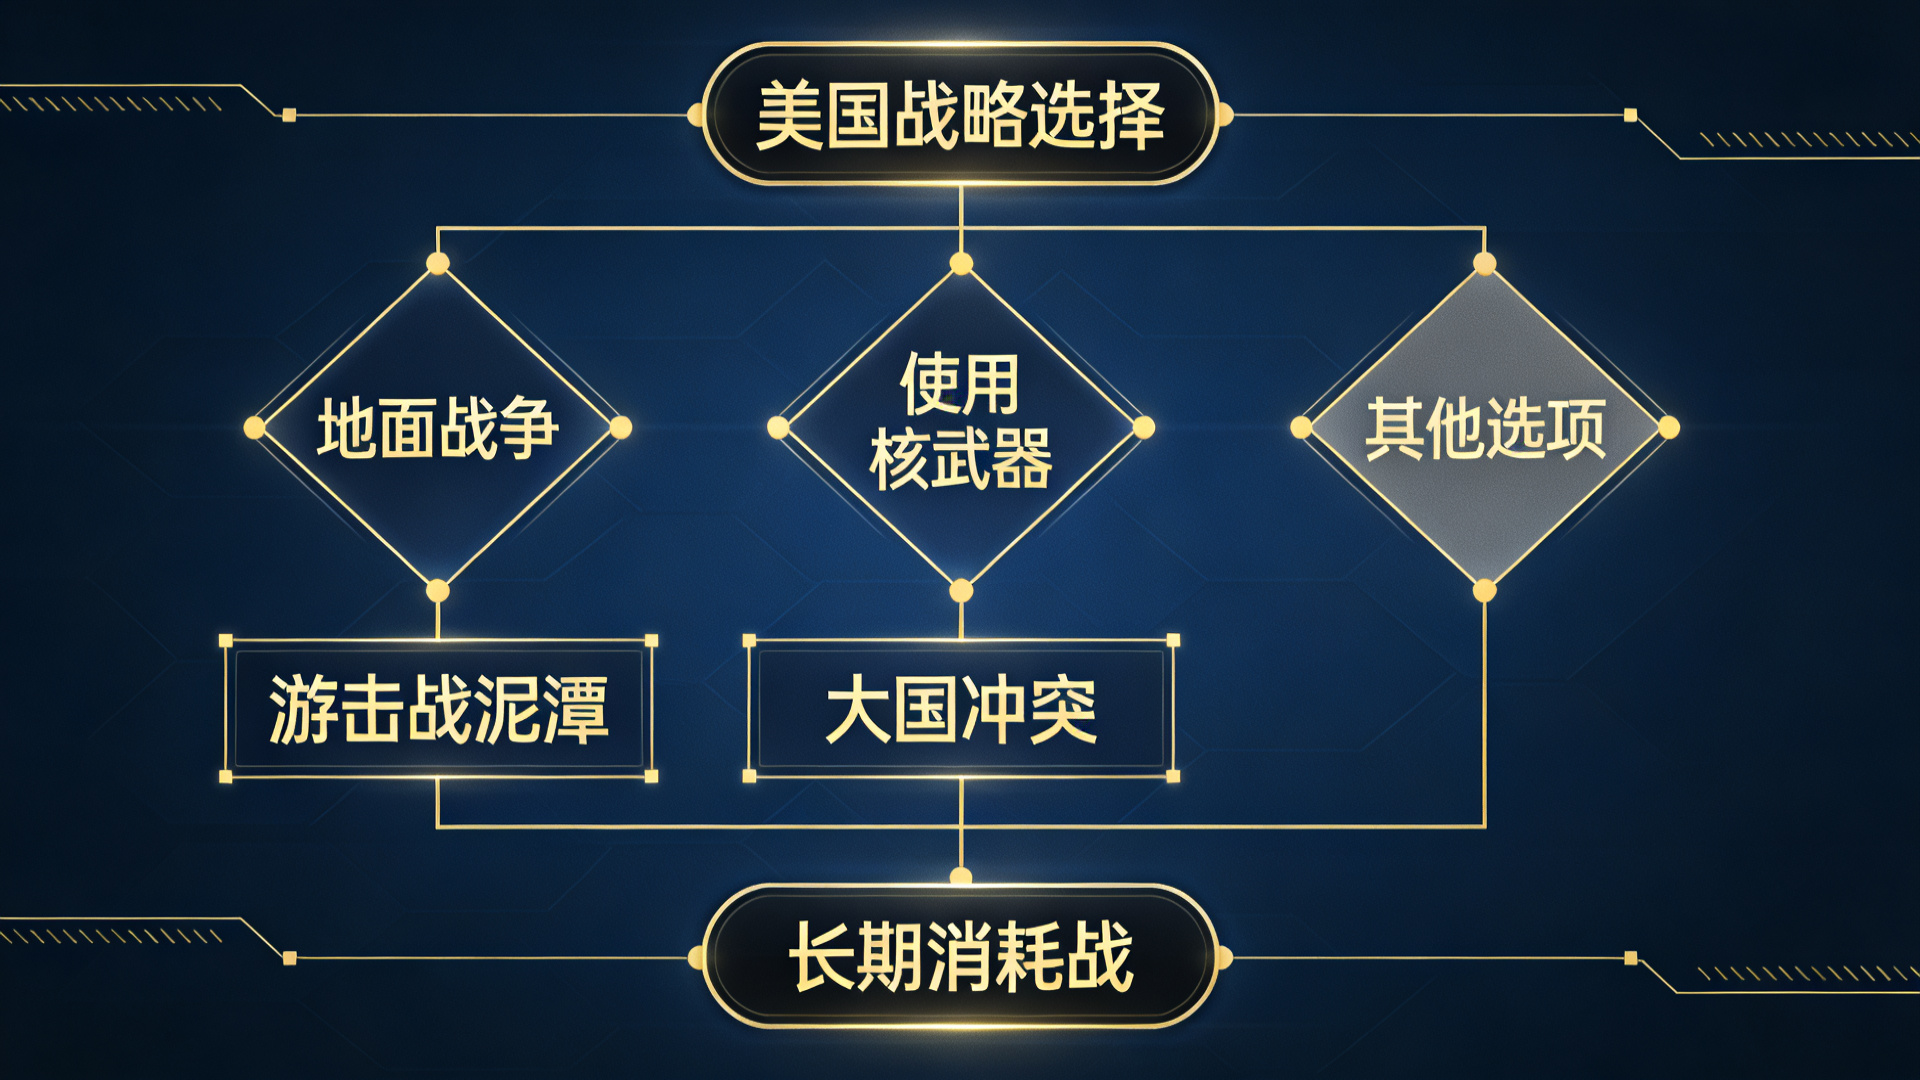 美国战略选择
地面战争
使用
核武器
其他选项
游击战泥潭
大国冲突
长期消耗战